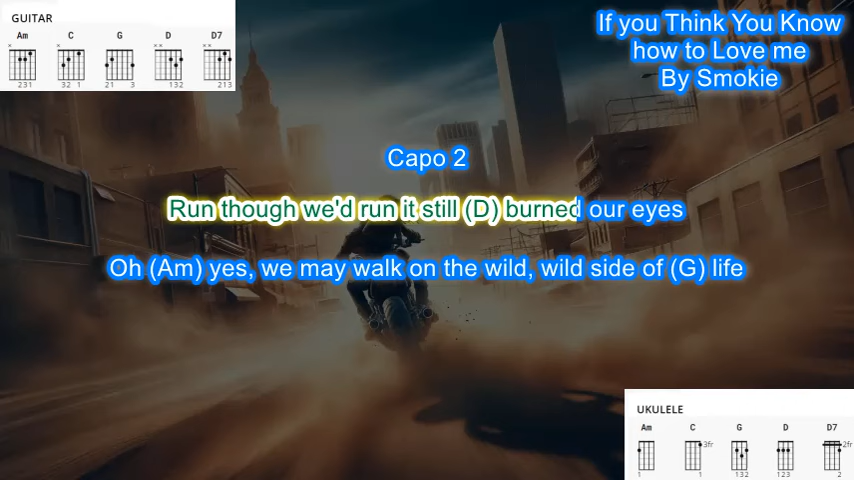 GUITAR
Am C G D D7
× × ×× ××
231 32 1 21 3 132 213
If you Think You Know
how to Love me
By Smokie
Capo 2
Run though we'd run it still (D) burned our eyes
Oh (Am) yes, we may walk on the wild, wild side of (G) life
UKULELE
Am C G D D7
3fr 2fr
1 1 132 123 2